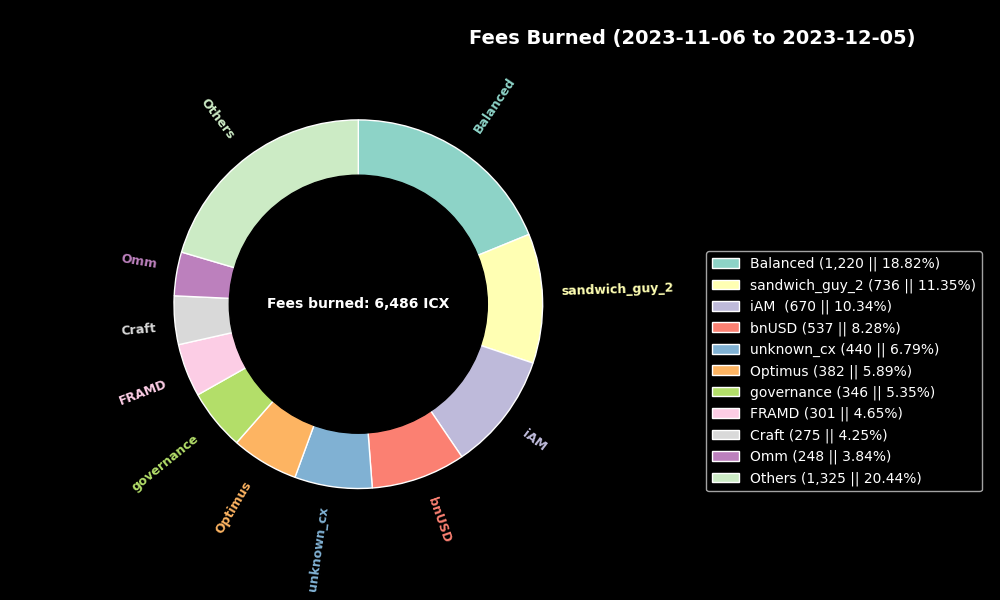 Fees Burned (2023-11-06 to 2023-12-05)
Balanced
Others
sandwich_guy_2
Omm
Fees burned: 6,486 ICX
Craft
FRAMD
iAM
governance
Optimus
bnUSD
unknown_cx
Balanced (1,220 || 18.82%)
sandwich_guy_2 (736 || 11.35%)
iAM  (670 || 10.34%)
bnUSD (537 || 8.28%)
unknown_cx (440 || 6.79%)
Optimus (382 || 5.89%)
governance (346 || 5.35%)
FRAMD (301 || 4.65%)
Craft (275 || 4.25%)
Omm (248 || 3.84%)
Others (1,325 || 20.44%)